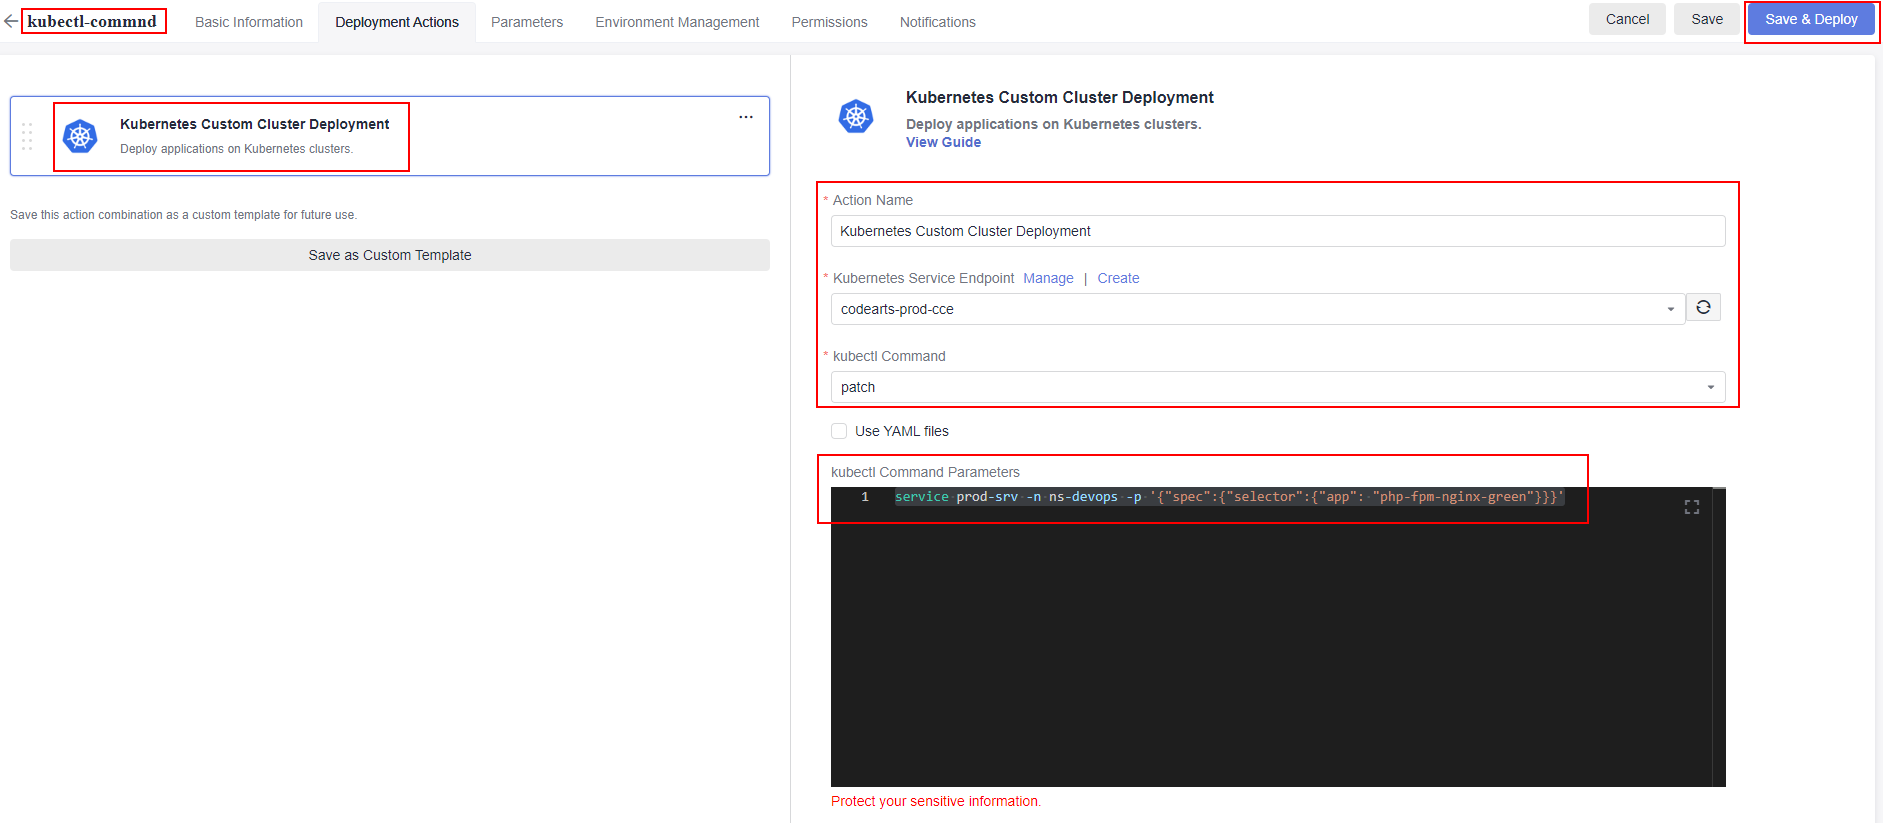 kubectl-commnd Basic Information Deployment Actions Parameters Environment Management Permissions Notifications Cancel Save Save & Deploy
Kubernetes Custom Cluster Deployment ...
Deploy applications on Kubernetes clusters.
Save this action combination as a custom template for future use.
Save as Custom Template
Kubernetes Custom Cluster Deployment
Deploy applications on Kubernetes clusters.
View Guide
* Action Name
Kubernetes Custom Cluster Deployment
* Kubernetes Service Endpoint Manage | Create
codearts-prod-cce
* kubectl Command
patch
Use YAML files
kubectl Command Parameters
1 service prod-srv -n ns-devops -p '{"spec":{"selector":{"app": "php-fpm-nginx-green"}}}'
Protect your sensitive information.